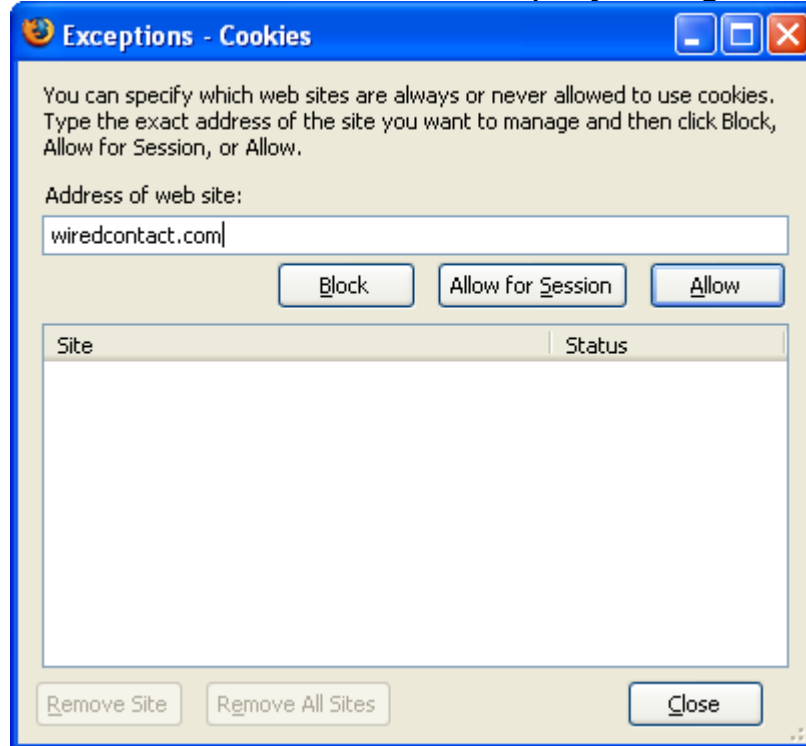 Exceptions - Cookies
You can specify which web sites are always or never allowed to use cookies.
Type the exact address of the site you want to manage and then click Block,
Allow for Session, or Allow.
Address of web site:
wiredcontact.com
Block Allow for Session Allow
Site Status
Remove Site Remove All Sites Close